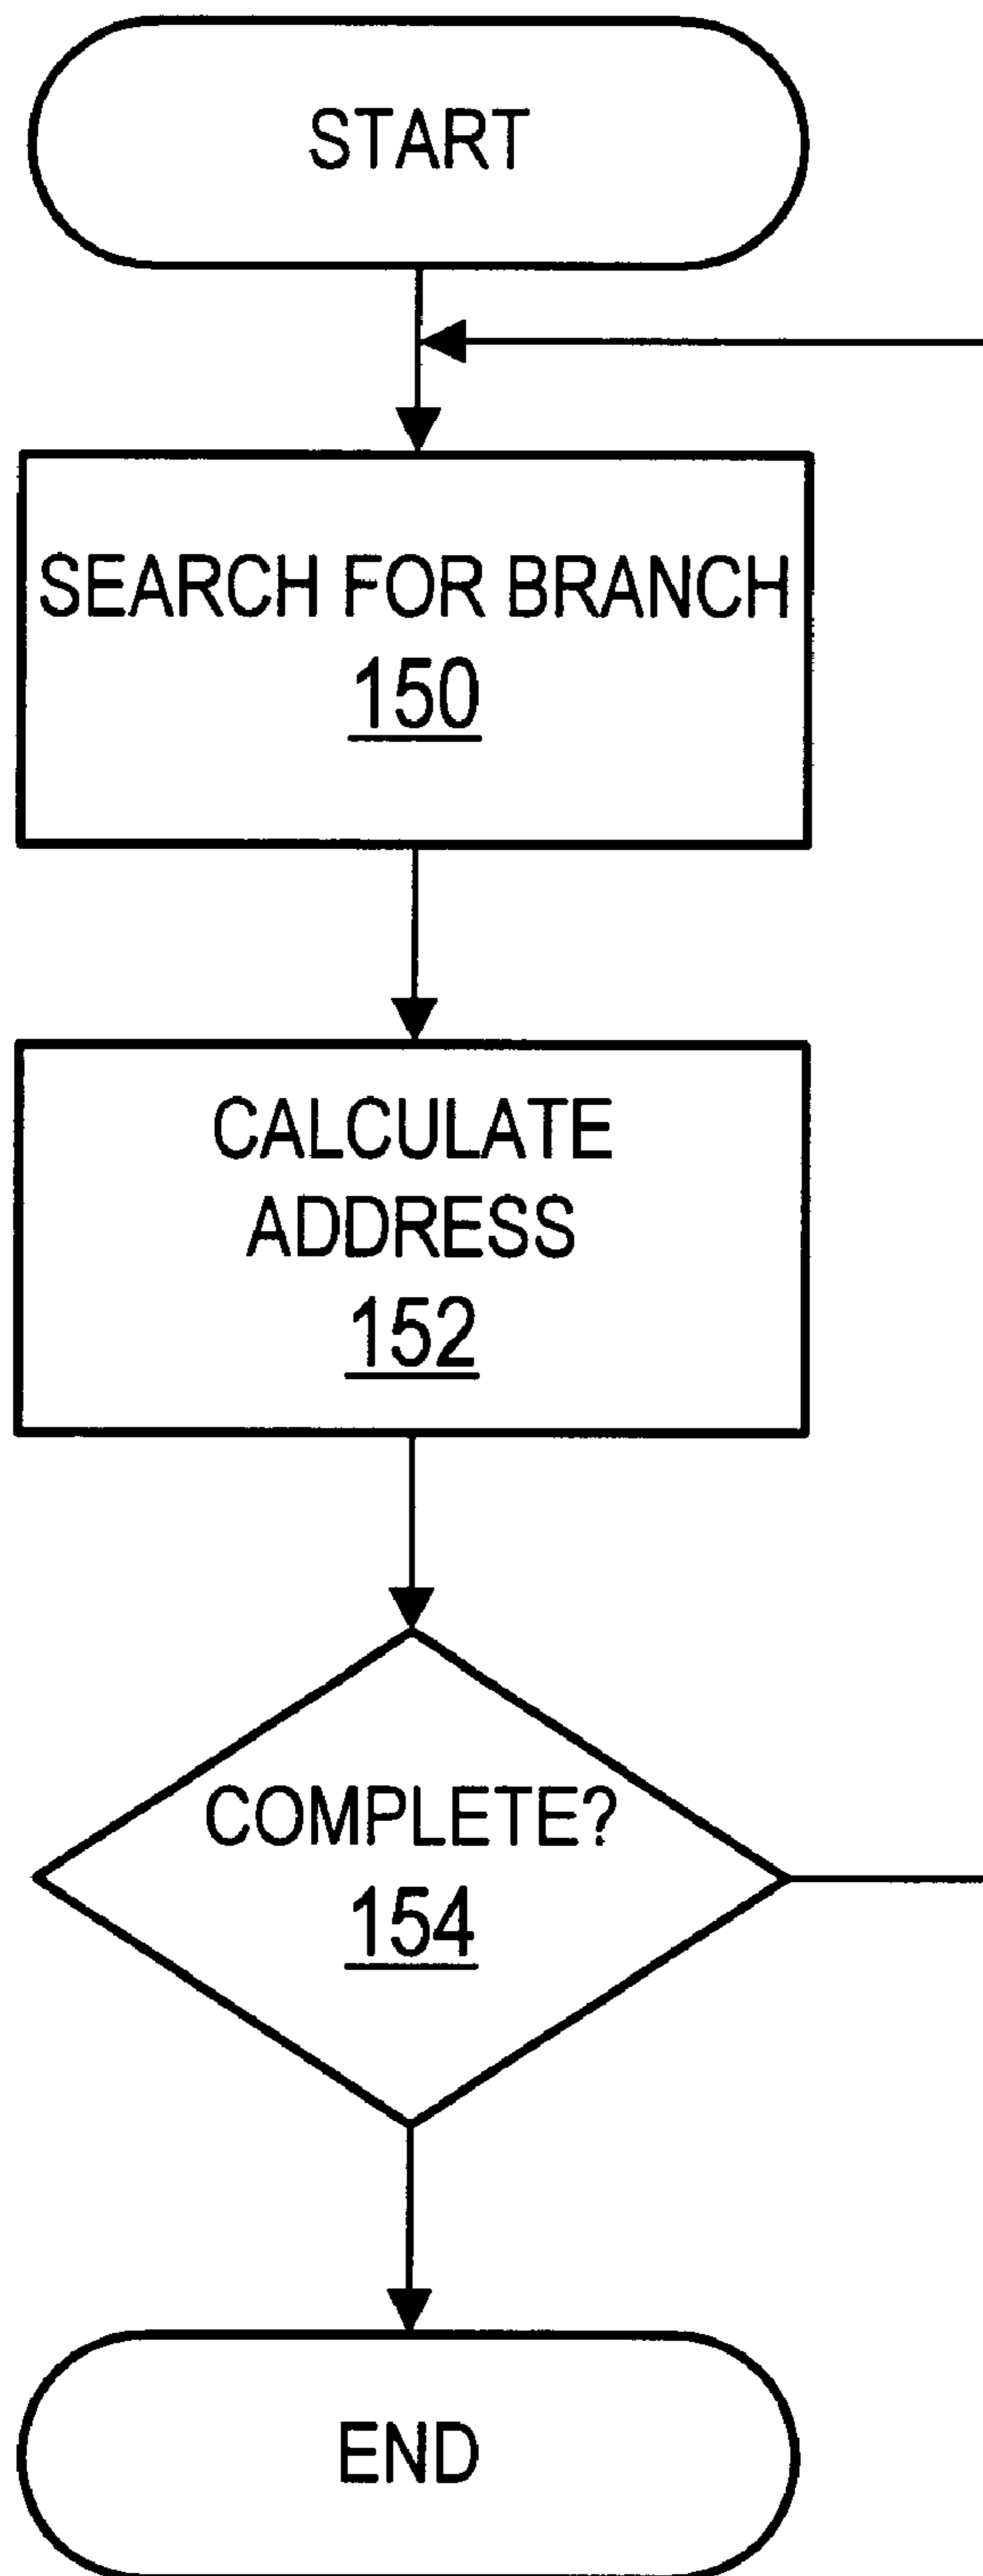 START
SEARCH FOR BRANCH
150
CALCULATE
ADDRESS
152
COMPLETE?
154
END